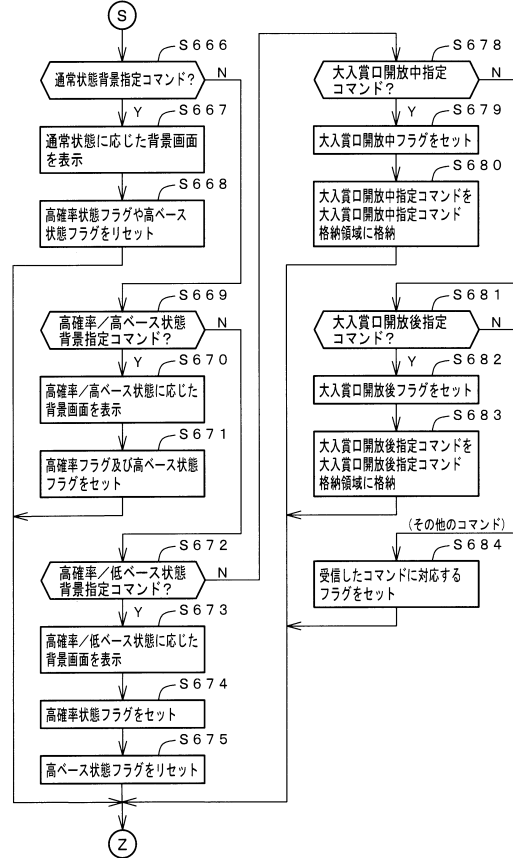 S
S666
通常状態背景指定コマンド?
N
Y
S667
通常状態に応じた背景画面
を表示
S668
高確率状態フラグや高ベース
状態フラグをリセット
S669
高確率/高ベース状態
背景指定コマンド?
N
Y
S670
高確率/高ベース状態に応じた
背景画面を表示
S671
高確率フラグ及び高ベース状態
フラグをセット
S672
高確率/低ベース状態
背景指定コマンド?
N
Y
S673
高確率/低ベース状態に応じた
背景画面を表示
S674
高確率状態フラグをセット
S675
高ベース状態フラグをリセット
Z
S678
大入賞口開放中指定
コマンド?
N
Y
S679
大入賞口開放中フラグをセット
S680
大入賞口開放中指定コマンドを
大入賞口開放中指定コマンド
格納領域に格納
S681
大入賞口開放後指定
コマンド?
N
Y
S682
大入賞口開放後フラグをセット
S683
大入賞口開放後指定コマンドを
大入賞口開放後指定コマンド
格納領域に格納
(その他のコマンド)
S684
受信したコマンドに対応する
フラグをセット